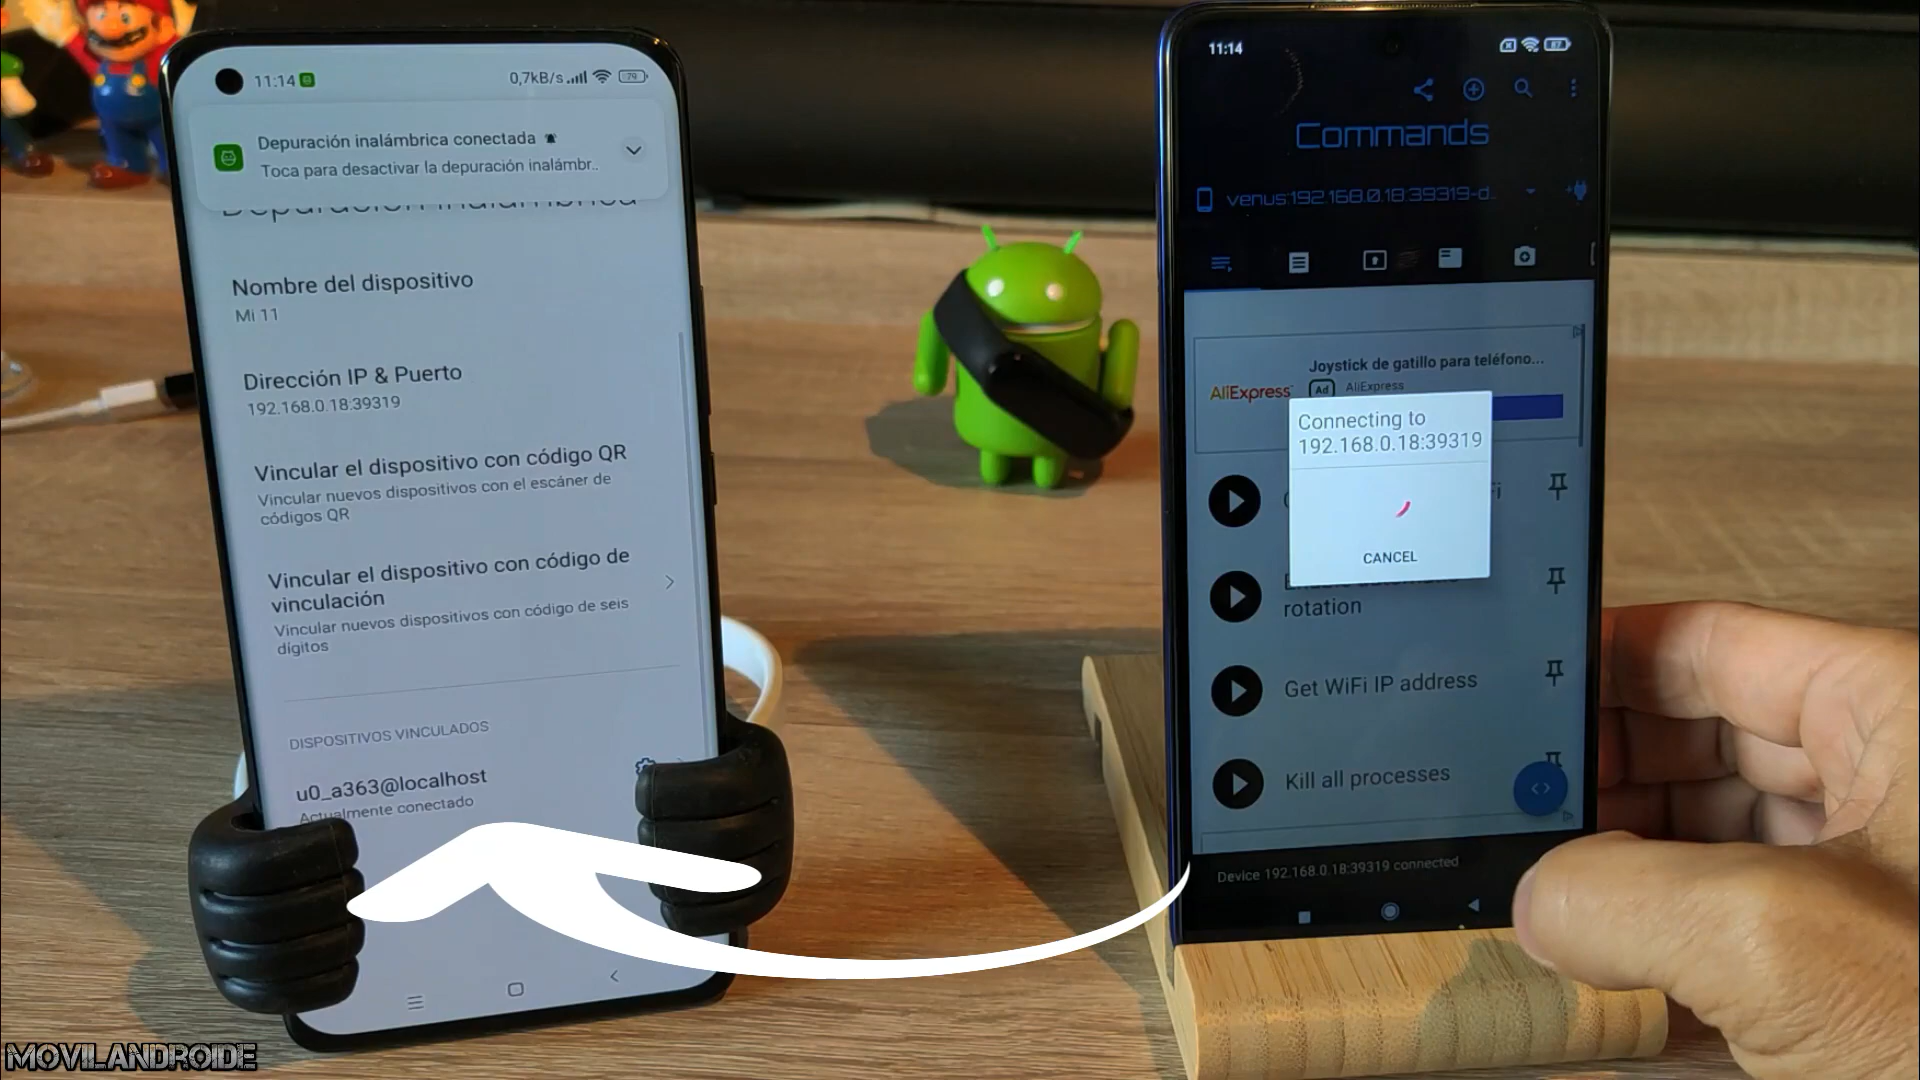 11:14
0,7kB/s
79
Depuración inalámbrica conectada
Toca para desactivar la depuración inalámbr..
Depuración inalámbrica
Nombre del dispositivo
Mi 11
Dirección IP & Puerto
192.168.0.18:39319
Vincular el dispositivo con código QR
Vincular nuevos dispositivos con el escáner de
códigos QR
Vincular el dispositivo con código de
vinculación
Vincular nuevos dispositivos con código de seis
dígitos
DISPOSITIVOS VINCULADOS
u0_a363@localhost
Actualmente conectado
11:14
87
Commands
venus:192.168.0.18:39319-d..
Joystick de gatillo para teléfono...
AliExpress
Ad
AliExpress
Connecting to
192.168.0.18:39319
CANCEL
rotation
Get WiFi IP address
Kill all processes
Device 192.168.0.18:39319 connected
MOVILANDROIDE